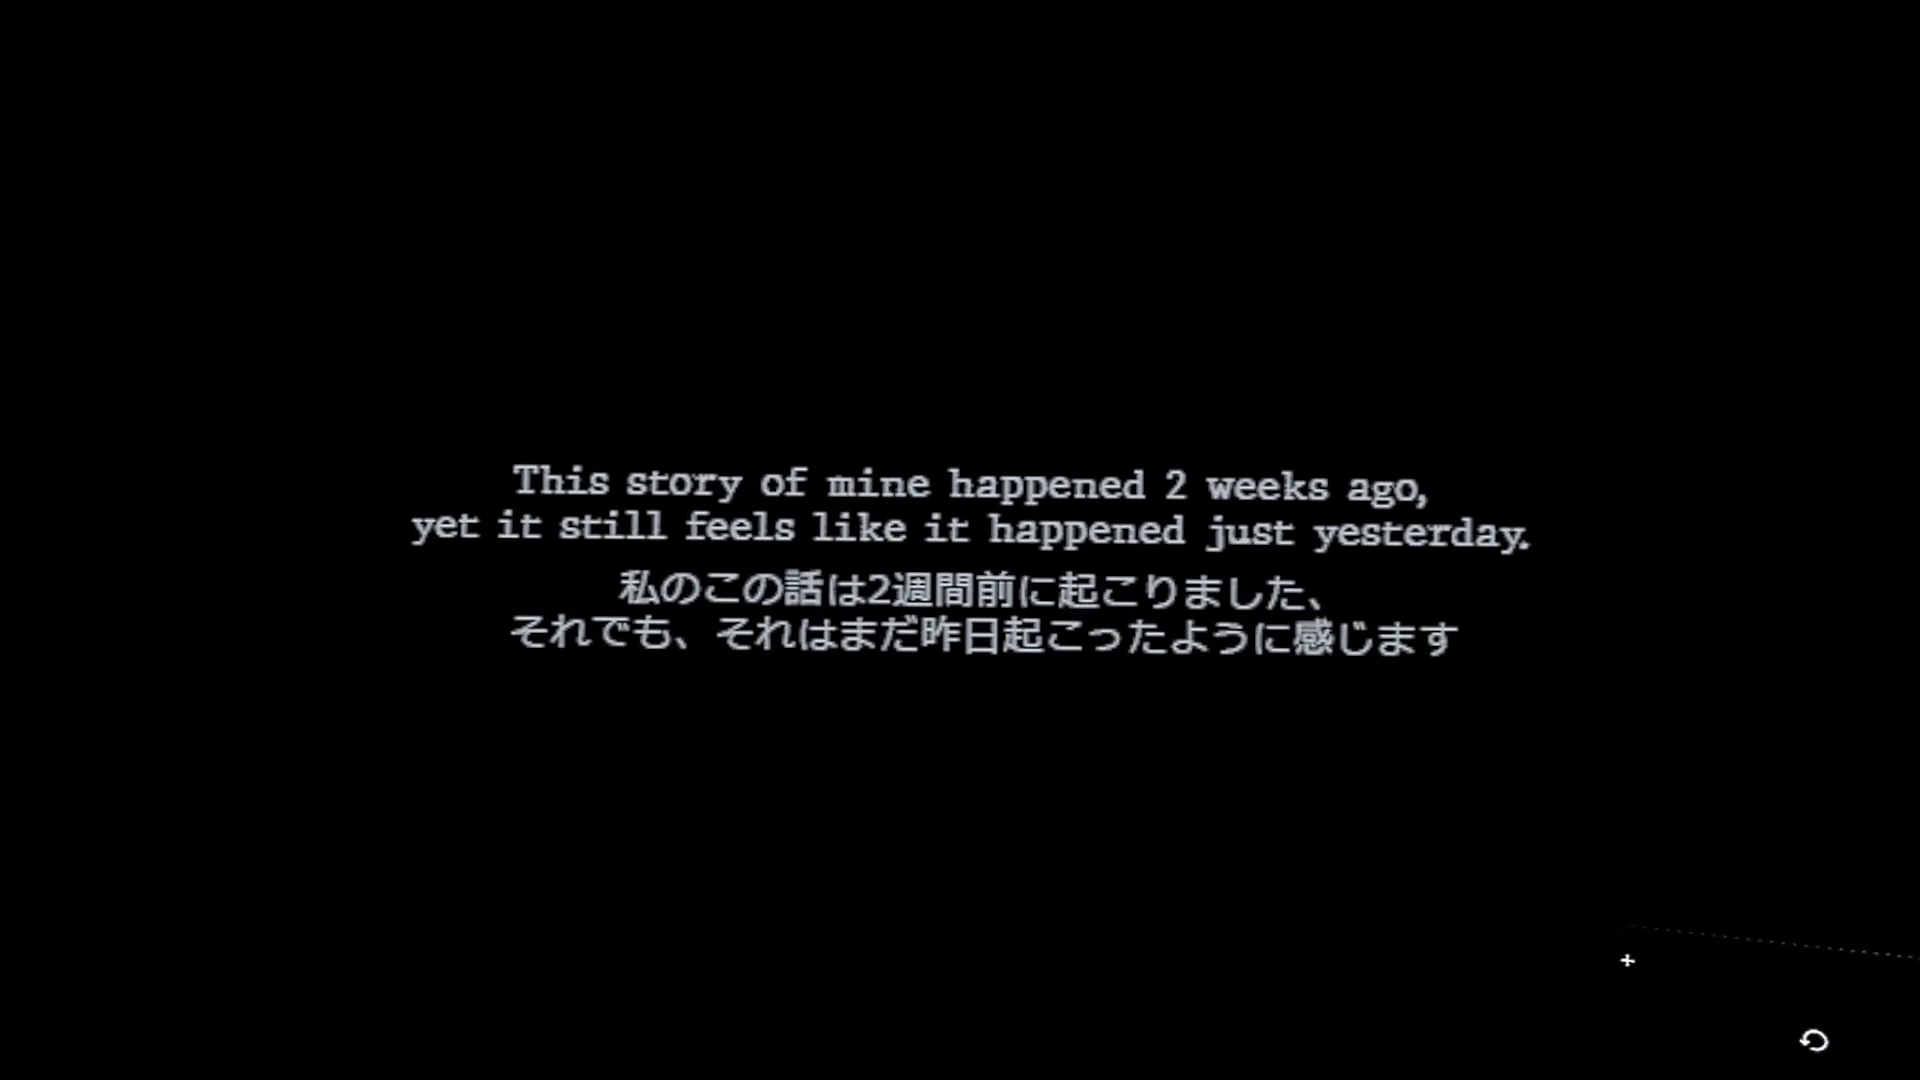 This story of mine happened 2 weeks ago,
yet it still feels like it happened just yesterday.
私のこの話は2週間前に起こりました、
それでも、それはまだ昨日起こったように感じます